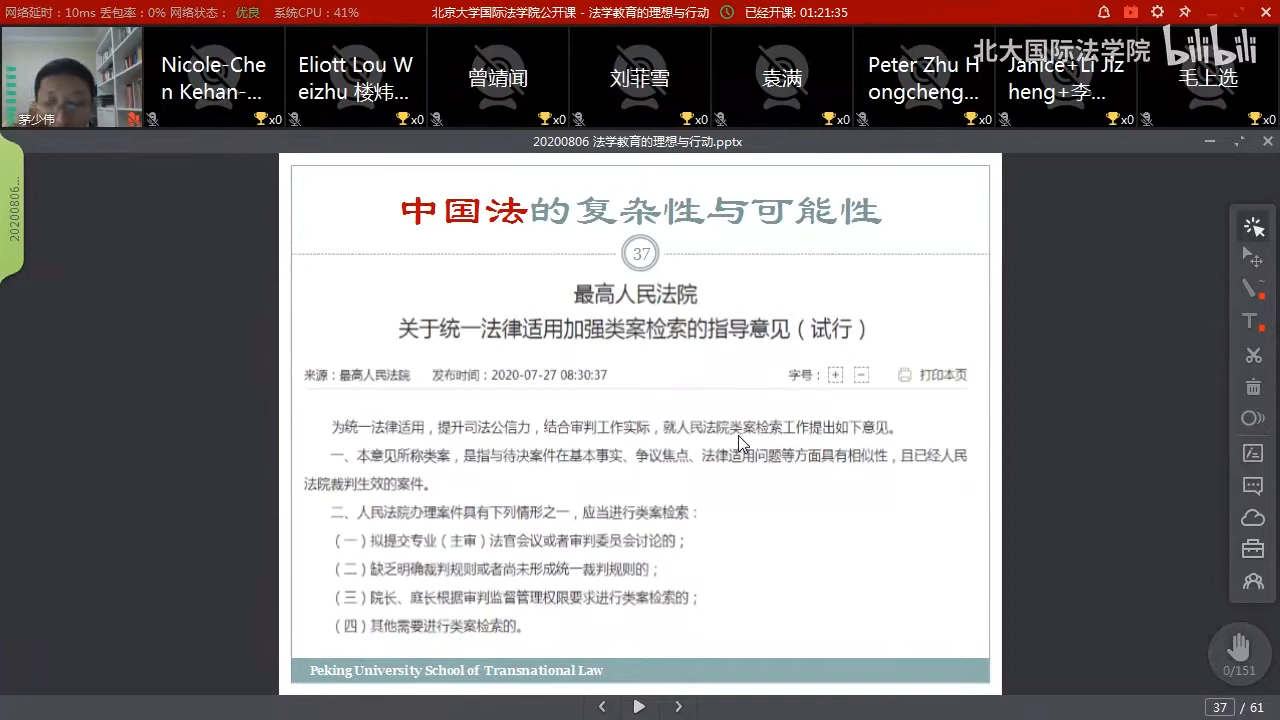 网络延时：10ms 丢包率：0% 网络状态： 优良 系统CPU：41%
北京大学国际法学院公开课 - 法学教育的理想与行动 已经开课: 01:21:35
茅少伟
Nicole-Che
n Kehan-...
x0
Eliott Lou W
eizhu 楼炜...
x0
曾靖闻
x0
刘菲雪
x0
袁满
x0
Peter Zhu H
ongcheng...
x0
Janice+Li Jiz
heng+李...
x0
毛上选
x0
北大国际法学院 bilibili
20200806 法学教育的理想与行动.pptx
20200806...
中国法的复杂性与可能性
37
最高人民法院
关于统一法律适用加强类案检索的指导意见（试行）
来源：最高人民法院 发布时间：2020-07-27 08:30:37 字号： + − 打印本页
为统一法律适用，提升司法公信力，结合审判工作实际，就人民法院类案检索工作提出如下意见。
一、本意见所称类案，是指与待决案件在基本事实、争议焦点、法律适用问题等方面具有相似性，且已经人民
法院裁判生效的案件。
二、人民法院办理案件具有下列情形之一，应当进行类案检索：
（一）拟提交专业（主审）法官会议或者审判委员会讨论的；
（二）缺乏明确裁判规则或者尚未形成统一裁判规则的；
（三）院长、庭长根据审判监督管理权限要求进行类案检索的；
（四）其他需要进行类案检索的。
Peking University School of Transnational Law
0/151
37 / 61